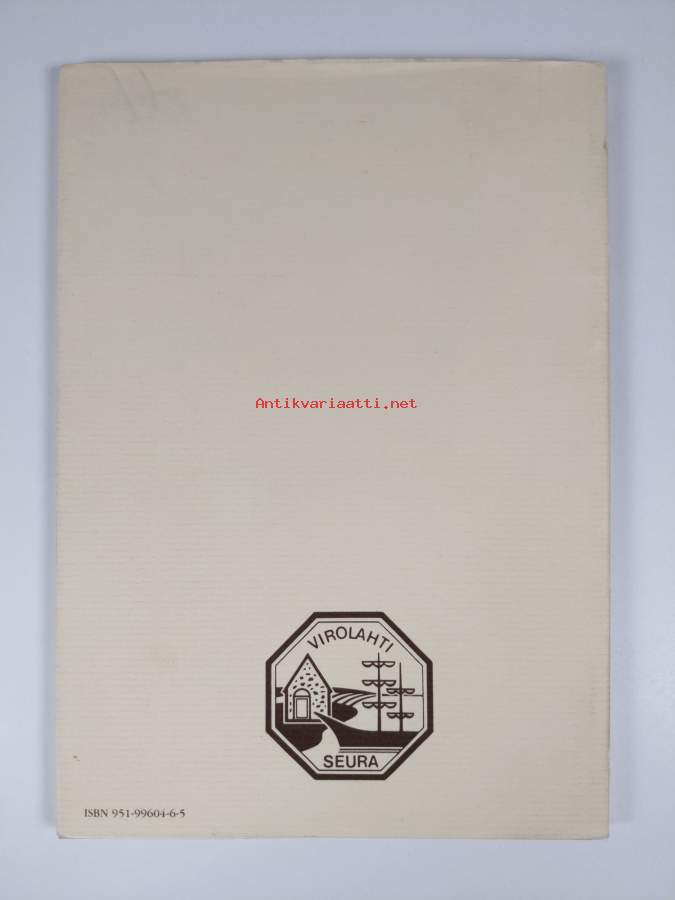 Antikvariaatti.net
VIROLAHTI
SEURA
ISBN 951-99604-6-5